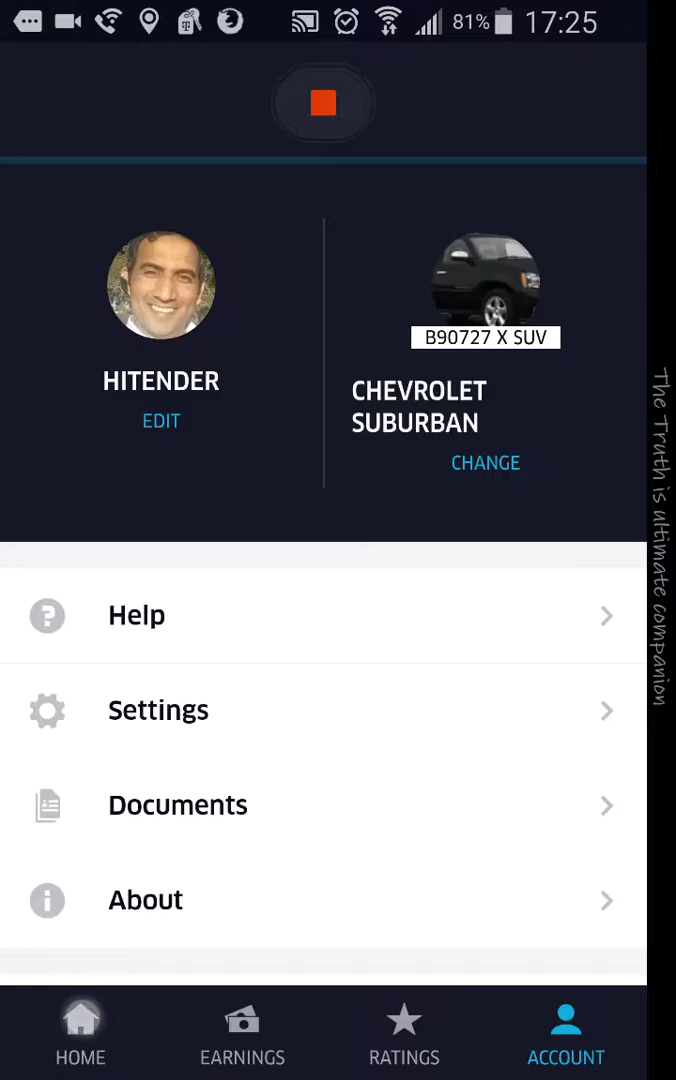 81% 17:25
B90727 X SUV
HITENDER
EDIT
CHEVROLET
SUBURBAN
CHANGE
Help
Settings
Documents
About
HOME EARNINGS RATINGS ACCOUNT
The Truth is ultimate companion